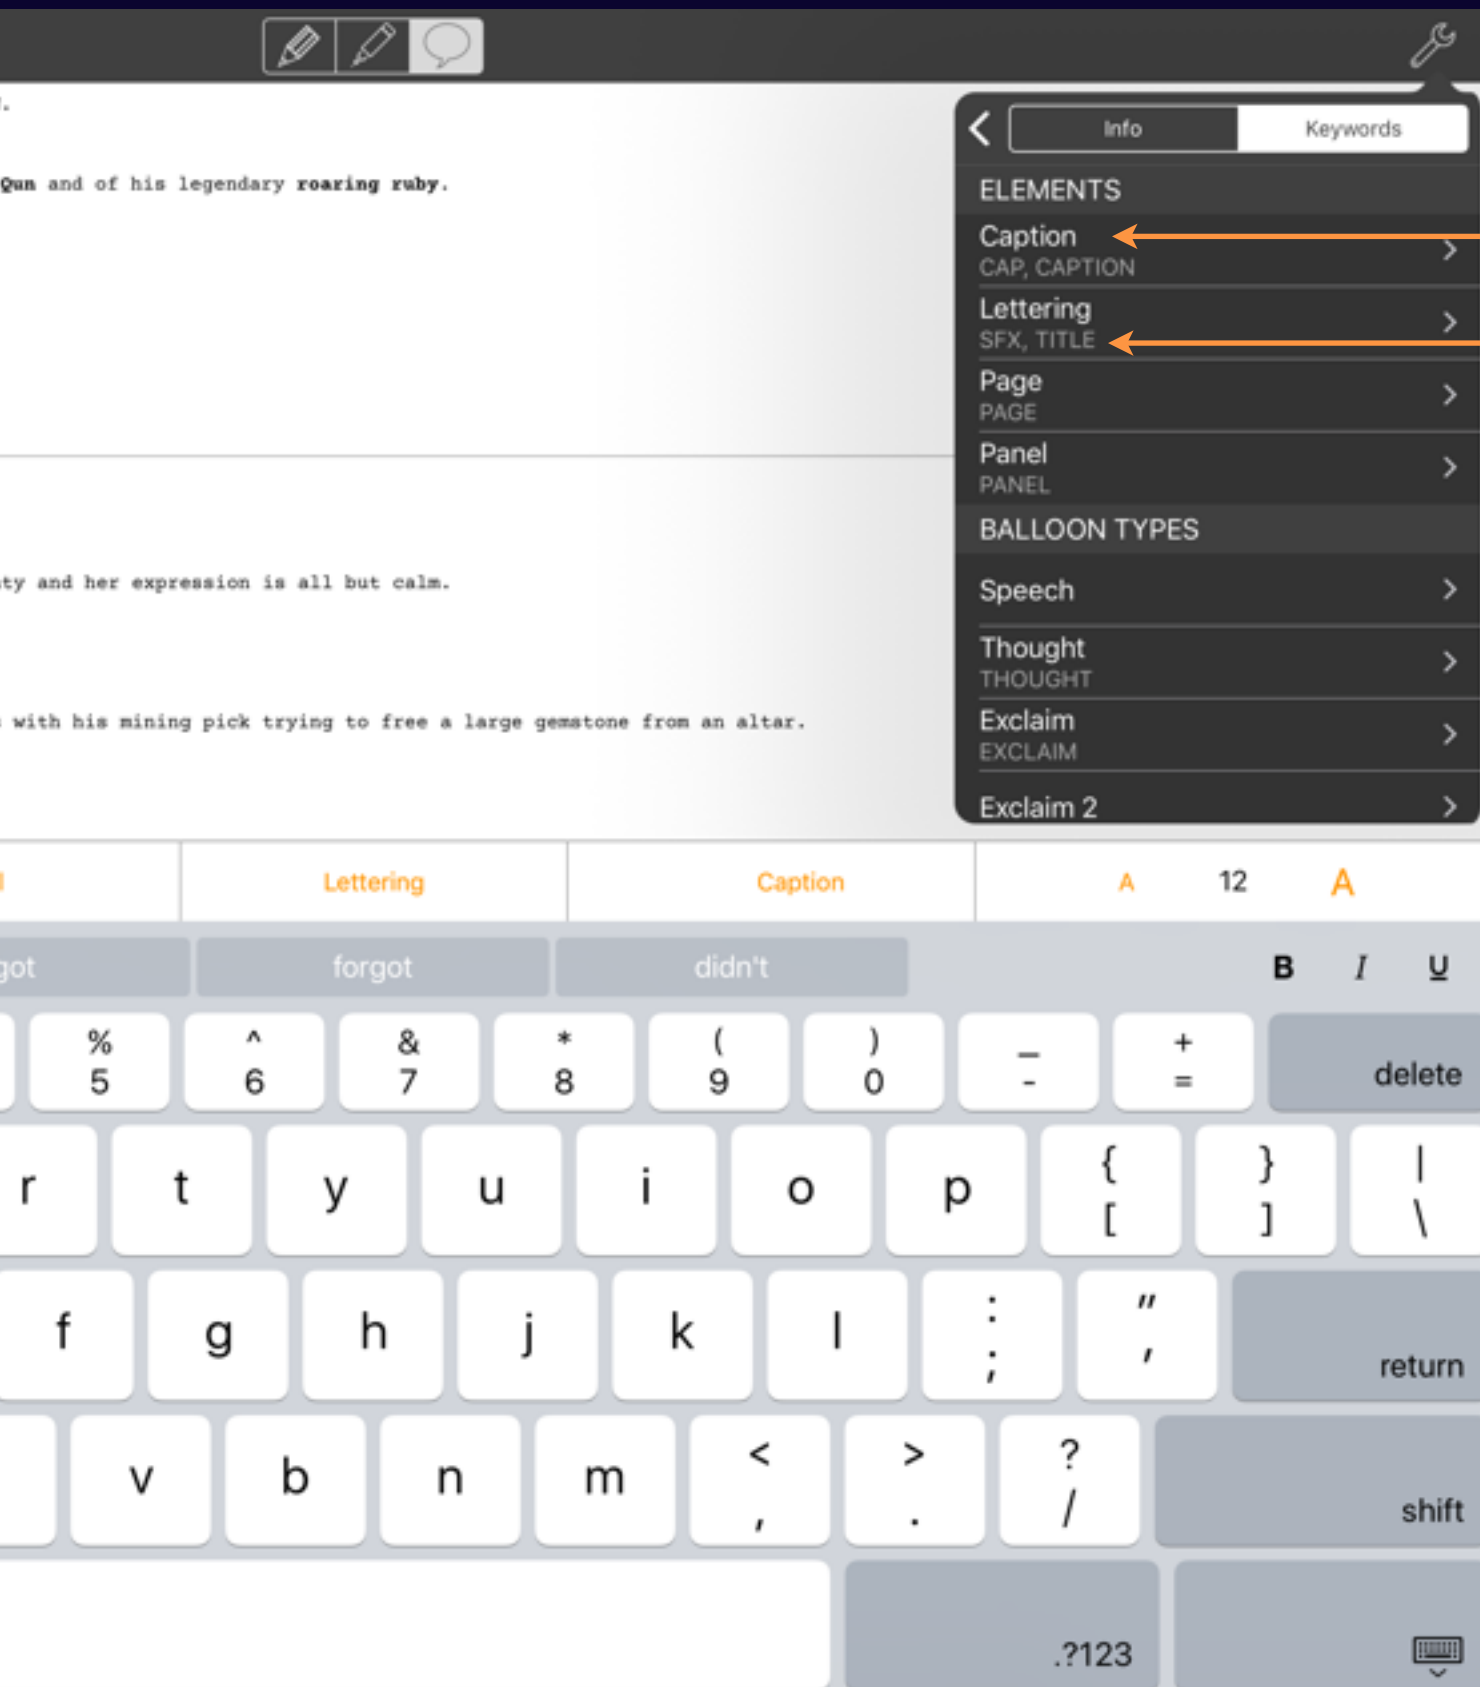 Info Keywords
.
Qun and of his legendary roaring ruby.
ELEMENTS
Caption
CAP, CAPTION
Lettering
SFX, TITLE
Page
PAGE
Panel
PANEL
BALLOON TYPES
ty and her expression is all but calm.
Speech
Thought
THOUGHT
with his mining pick trying to free a large gemstone from an altar.
Exclaim
EXCLAIM
Exclaim 2
Lettering Caption A 12 A
got forgot didn't B I U
% ^ & * ( ) _ +
5 6 7 8 9 0 - = delete
r t y u i o p { } |
[ ] \
f g h j k l : "
; ' return
v b n m < > ?
, . / shift
.?123